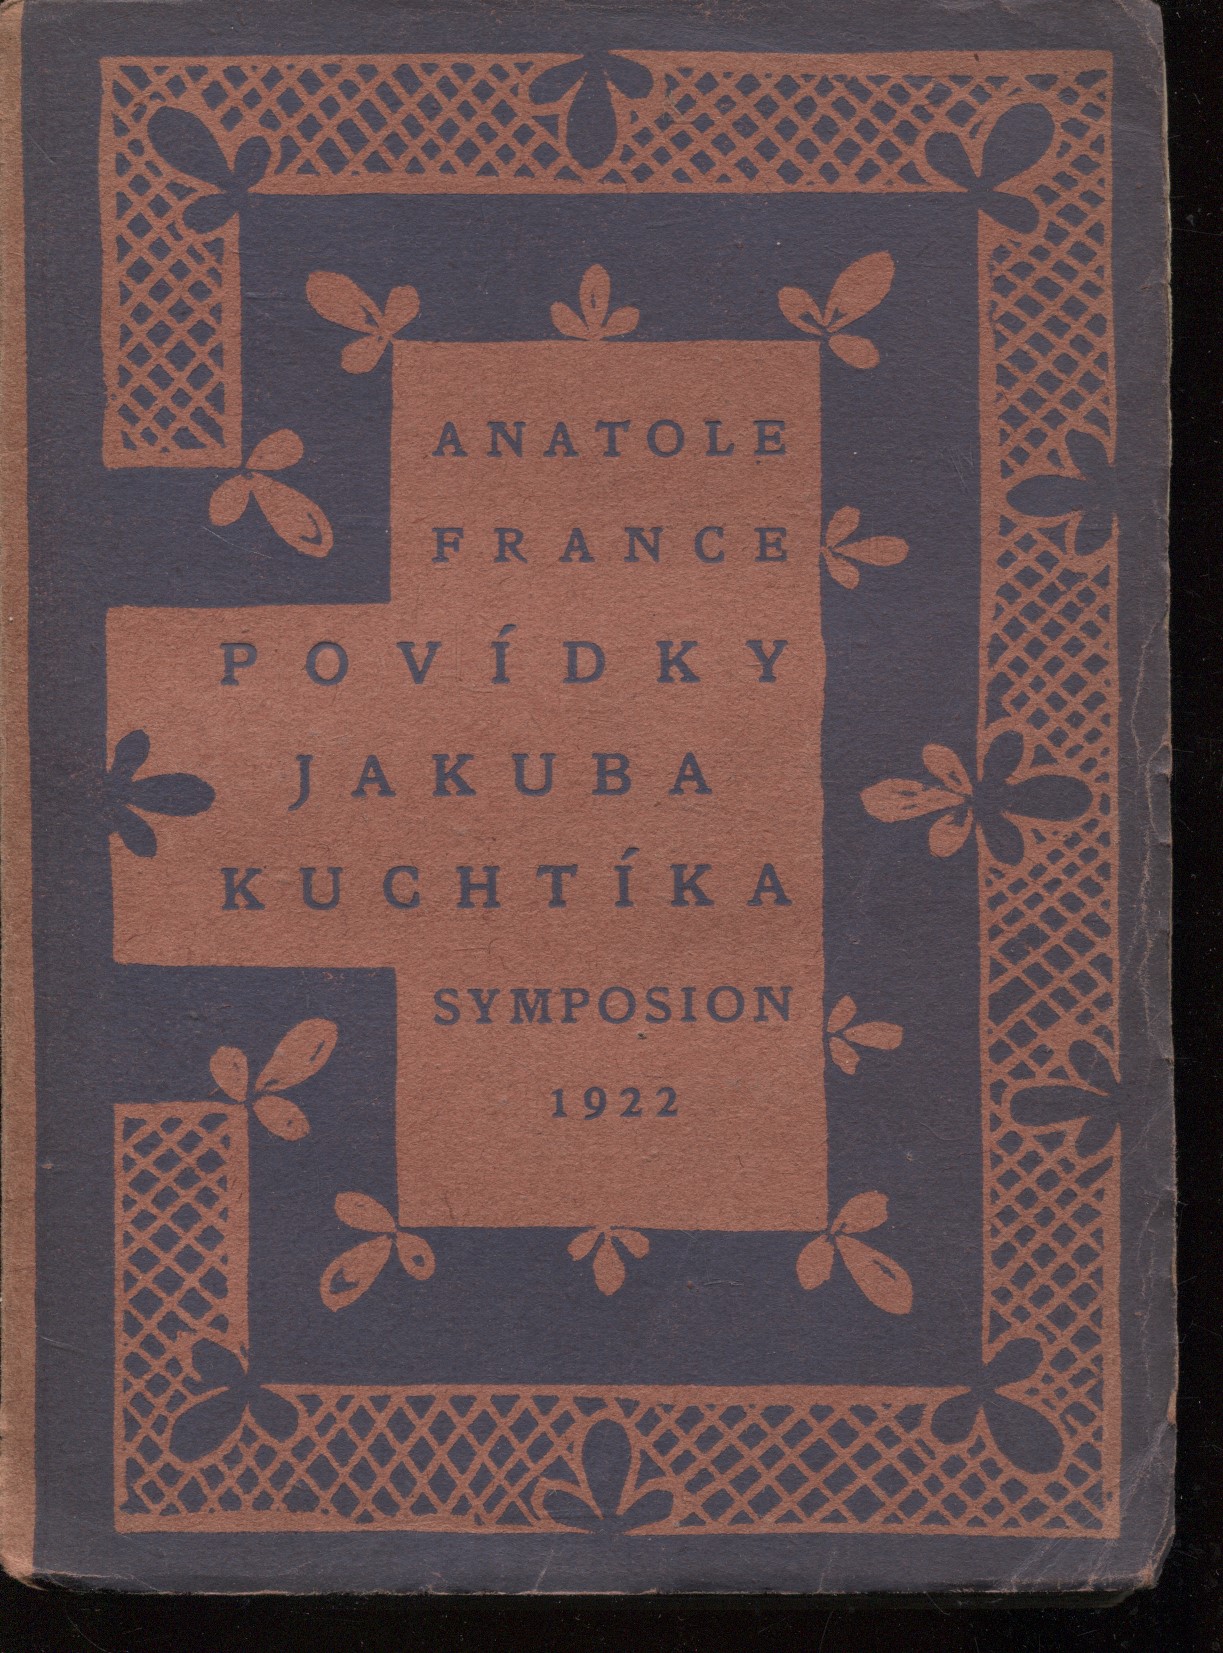 ANATOLE
FRANCE
POVÍDKY
JAKUBA
KUCHTÍKA
SYMPOSION
1922